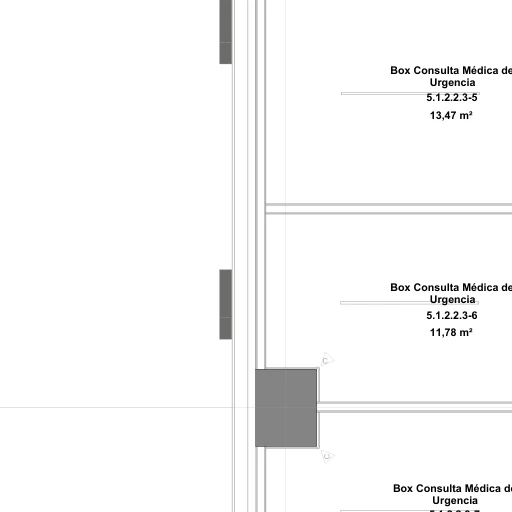 Box Consulta Médica de
Urgencia
5.1.2.2.3-5
13,47 m²
Box Consulta Médica de
Urgencia
5.1.2.2.3-6
11,78 m²
C
C
Box Consulta Médica de
Urgencia